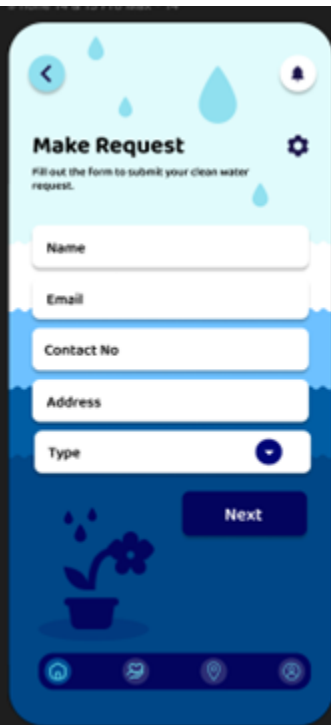 Make Request
Fill out the form to submit your clean water
request.
Name
Email
Contact No
Address
Type
Next